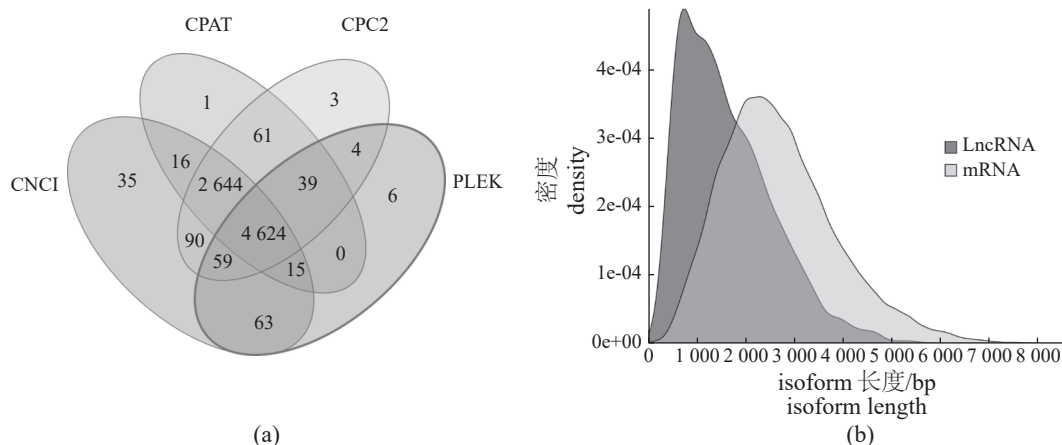 CPAT
CPC2
CNCI
PLEK
1
3
61
16
4
35
2 644
39
6
4 624
90
59
15
0
63
(a)
密度
density
4e-04
3e-04
2e-04
1e-04
0e+00
0 1 000 2 000 3 000 4 000 5 000 6 000 7 000 8 000
isoform 长度/bp
isoform length
LncRNA
mRNA
(b)